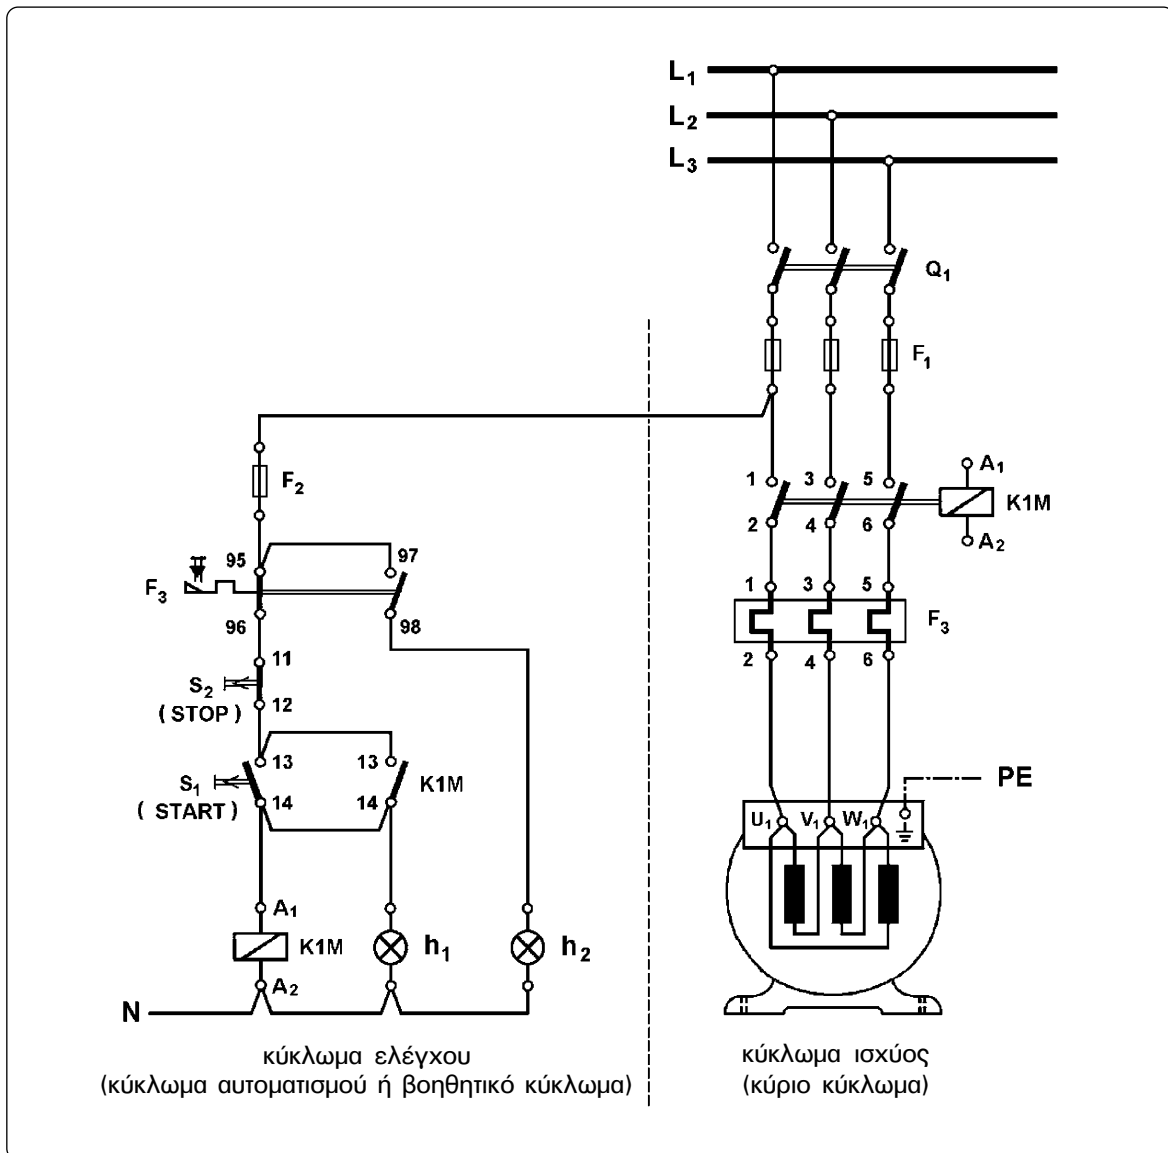 L1
L2
L3
Q1
F1
F2
1 3 5 A1
K1M
2 4 6 A2
95 97
F3
96 98
1 3 5
F3
2 4 6
11
S2
(STOP) 12
13 13
S1 K1M
(START) 14 14
PE
U1 V1 W1
A1
K1M h1 h2
A2
N
κύκλωμα ελέγχου
(κύκλωμα αυτοματισμού ή βοηθητικό κύκλωμα)
κύκλωμα ισχύος
(κύριο κύκλωμα)